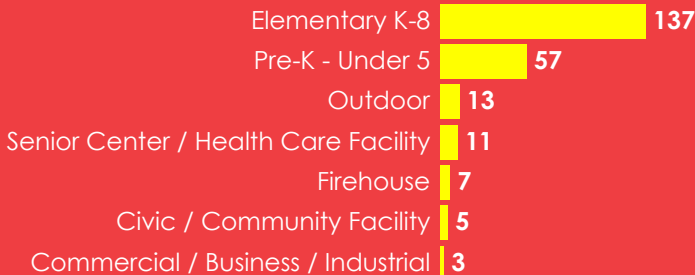 Elementary K-8 137
Pre-K - Under 5 57
Outdoor 13
Senior Center / Health Care Facility 11
Firehouse 7
Civic / Community Facility 5
Commercial / Business / Industrial 3